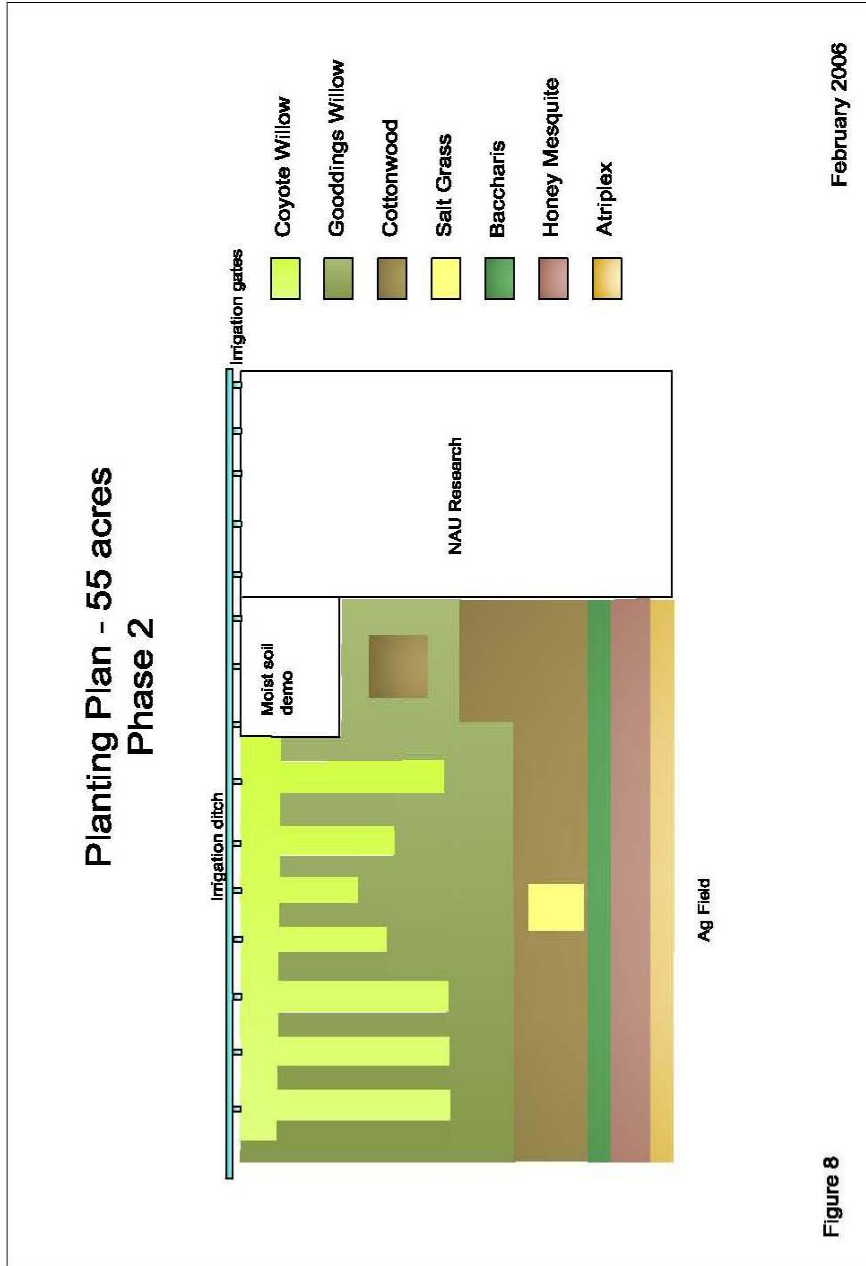 Planting Plan - 55 acres
Phase 2
Irrigation ditch
Irrigation gates
Moist soil
demo
NAU Research
Ag Field
Coyote Willow
Gooddings Willow
Cottonwood
Salt Grass
Baccharis
Honey Mesquite
Atriplex
Figure 8
February 2006